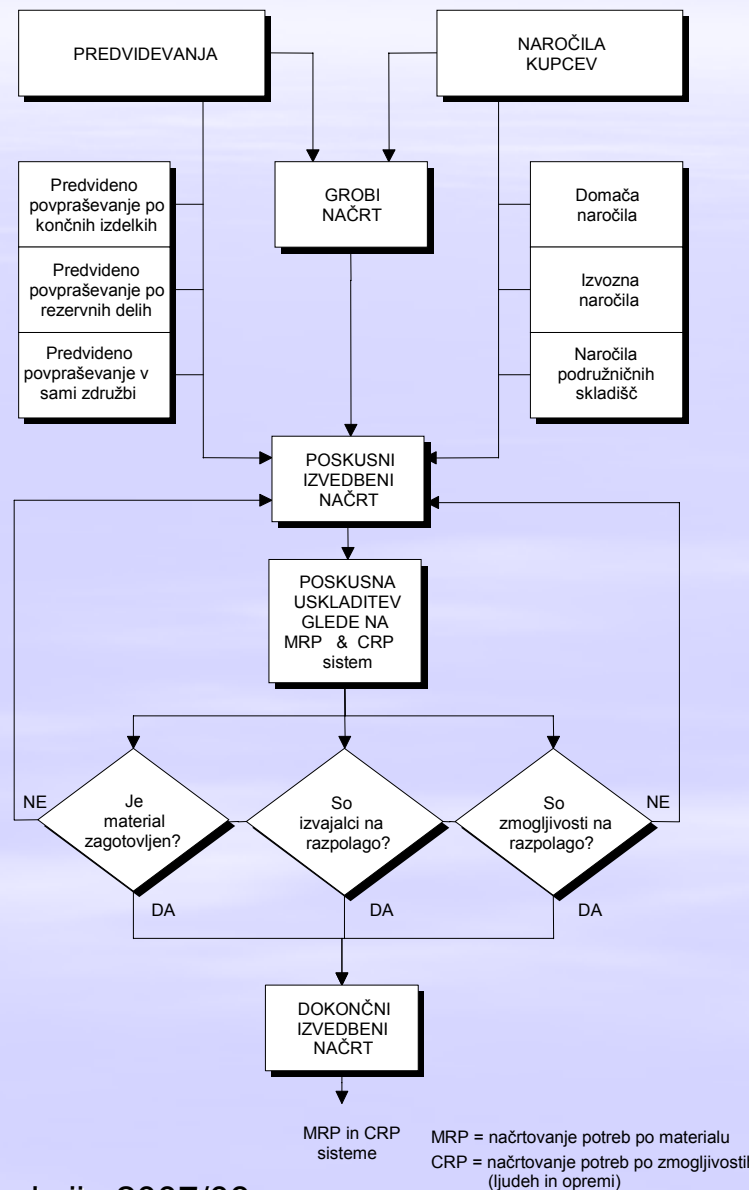 PREDVIDEVANJA
NAROČILA
KUPCEV
Predvideno
povpraševanje po
končnih izdelkih
Predvideno
povpraševanje po
rezervnih delih
Predvideno
povpraševanje v
sami združbi
GROBI
NAČRT
Domača
naročila
Izvozna
naročila
Naročila
podružničnih
skladišč
POSKUSNI
IZVEDBENI
NAČRT
POSKUSNA
USKLADITEV
GLEDE NA
MRP & CRP
sistem
NE
Je
material
zagotovljen?
So
izvajalci na
razpolago?
So
zmogljivosti na
razpolago?
NE
DA
DA
DA
DOKONČNI
IZVEDBENI
NAČRT
MRP in CRP
sisteme
MRP = načrtovanje potreb po materialu
CRP = načrtovanje potreb po
(ljudeh in opremi)